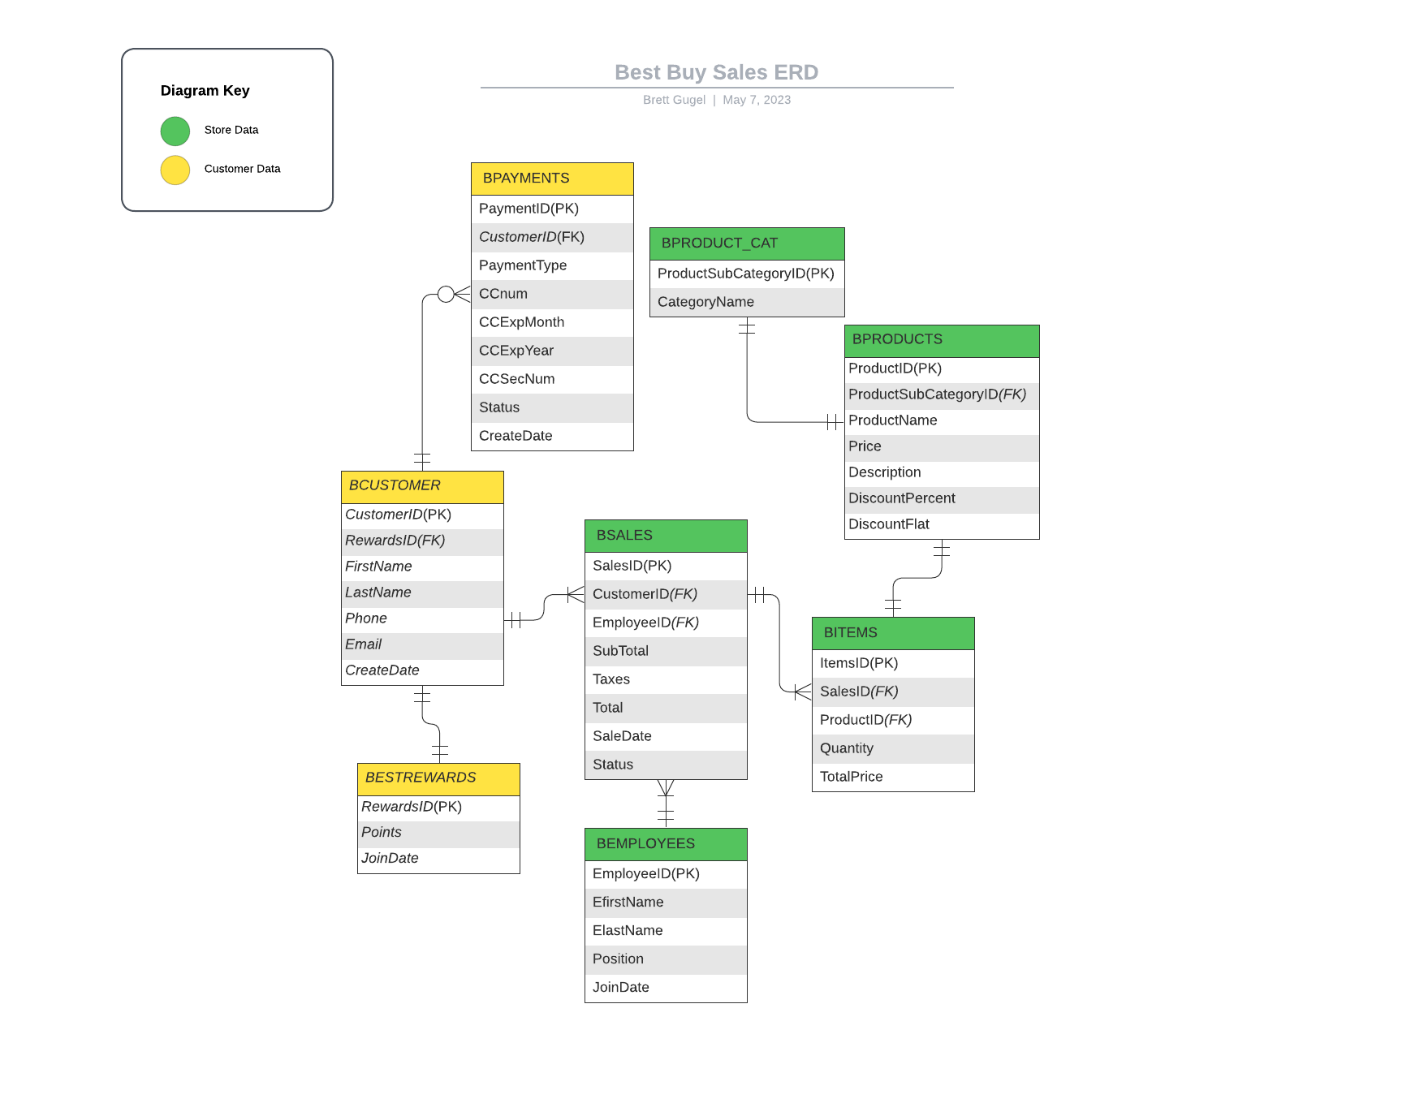 Best Buy Sales ERD
Brett Gugel | May 7, 2023
Diagram Key
Store Data
Customer Data
BPAYMENTS
PaymentID(PK)
CustomerID(FK)
PaymentType
CCnum
CCExpMonth
CCExpYear
CCSecNum
Status
CreateDate
BPRODUCT_CAT
ProductSubCategoryID(PK)
CategoryName
BPRODUCTS
ProductID(PK)
ProductSubCategoryID(FK)
ProductName
Price
Description
DiscountPercent
DiscountFlat
BCUSTOMER
CustomerID(PK)
RewardsID(FK)
FirstName
LastName
Phone
Email
CreateDate
BSALES
SalesID(PK)
CustomerID(FK)
EmployeeID(FK)
SubTotal
Taxes
Total
SaleDate
Status
BITEMS
ItemsID(PK)
SalesID(FK)
ProductID(FK)
Quantity
TotalPrice
BESTREWARDS
RewardsID(PK)
Points
JoinDate
BEMPLOYEES
EmployeeID(PK)
EfirstName
ElastName
Position
JoinDate